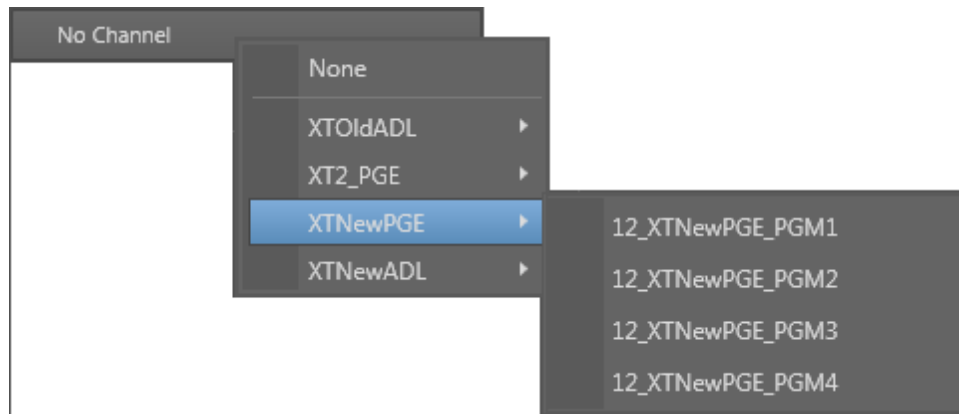 No Channel
None
XTOldADL
XT2_PGE
XTNewPGE
XTNewADL
12_XTNewPGE_PGM1
12_XTNewPGE_PGM2
12_XTNewPGE_PGM3
12_XTNewPGE_PGM4